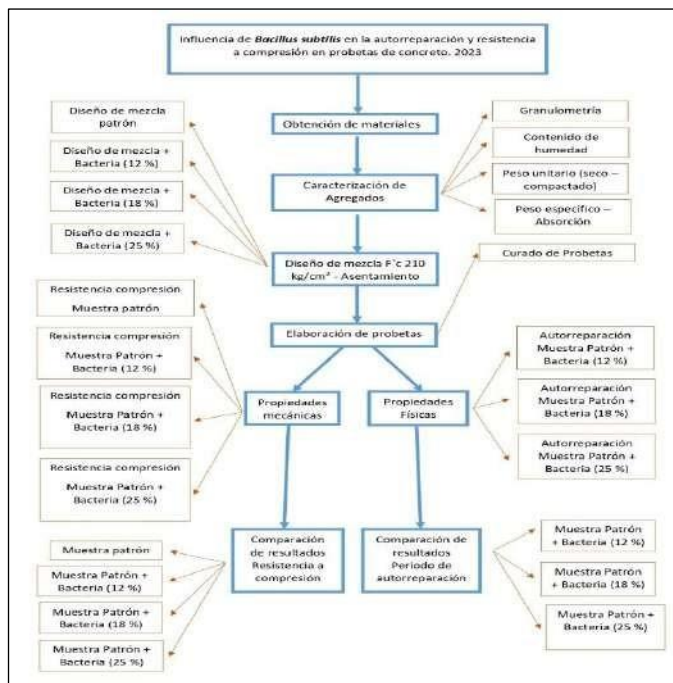 Influencia de Bacillus subtilis en la autorreparación y resistencia
a compresión en probetas de concreto. 2023
Diseño de mezcla
patrón
Diseño de mezcla +
Bacteria (12 %)
Diseño de mezcla +
Bacteria (18 %)
Diseño de mezcla +
Bacteria (25 %)
Obtención de materiales
Granulometría
Contenido de
humedad
Peso unitario (seco –
compactado)
Peso específico –
Absorción
Caracterización de
Agregados
Diseño de mezcla F`c 210
kg/cm² - Asentamiento
Curado de Probetas
Elaboración de probetas
Resistencia compresión
Muestra patrón
Resistencia compresión
Muestra Patrón +
Bacteria (12 %)
Resistencia compresión
Muestra Patrón +
Bacteria (18 %)
Resistencia compresión
Muestra Patrón +
Bacteria (25 %)
Propiedades
mecánicas
Propiedades
Físicas
Autorreparación
Muestra Patrón +
Bacteria (12 %)
Autorreparación
Muestra Patrón +
Bacteria (18 %)
Autorreparación
Muestra Patrón +
Bacteria (25 %)
Comparación
de resultados
Resistencia a
compresión
Comparación de
resultados
Periodo de
autorreparación
Muestra patrón
Muestra Patrón +
Bacteria (12 %)
Muestra Patrón +
Bacteria (18 %)
Muestra Patrón +
Bacteria (25 %)
Muestra Patrón
+ Bacteria (12 %)
Muestra Patrón
+ Bacteria (18 %)
Muestra Patrón +
Bacteria (25 %)